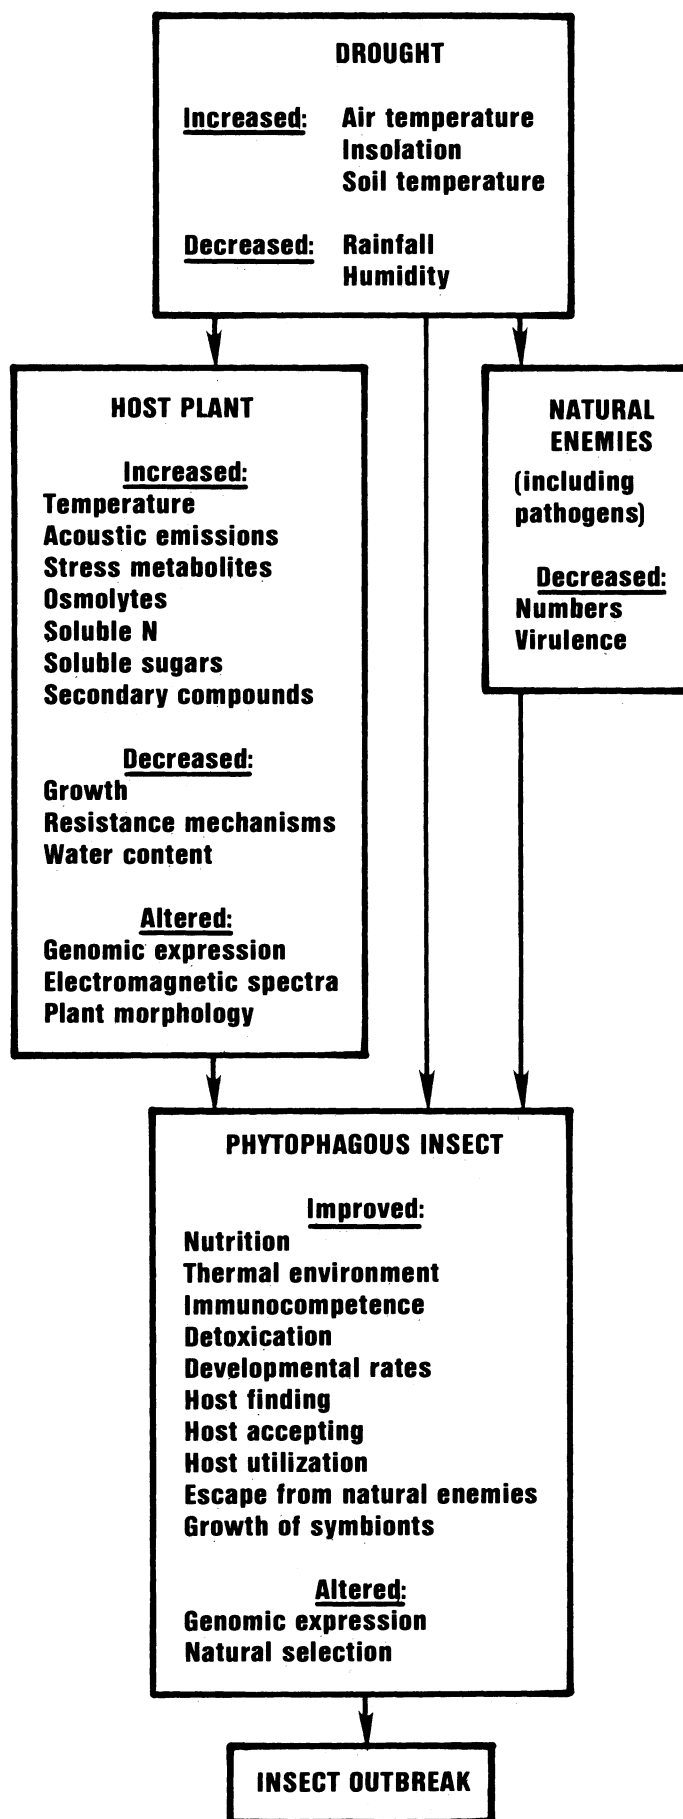 DROUGHT
Increased: Air temperature
Insolation
Soil temperature
Decreased: Rainfall
Humidity
HOST PLANT
Increased:
Temperature
Acoustic emissions
Stress metabolites
Osmolytes
Soluble N
Soluble sugars
Secondary compounds
Decreased:
Growth
Resistance mechanisms
Water content
Altered:
Genomic expression
Electromagnetic spectra
Plant morphology
NATURAL
ENEMIES
(including
pathogens)
Decreased:
Numbers
Virulence
PHYTOPHAGOUS INSECT
Improved:
Nutrition
Thermal environment
Immunocompetence
Detoxication
Developmental rates
Host finding
Host accepting
Host utilization
Escape from natural enemies
Growth of symbionts
Altered:
Genomic expression
Natural selection
INSECT OUTBREAK